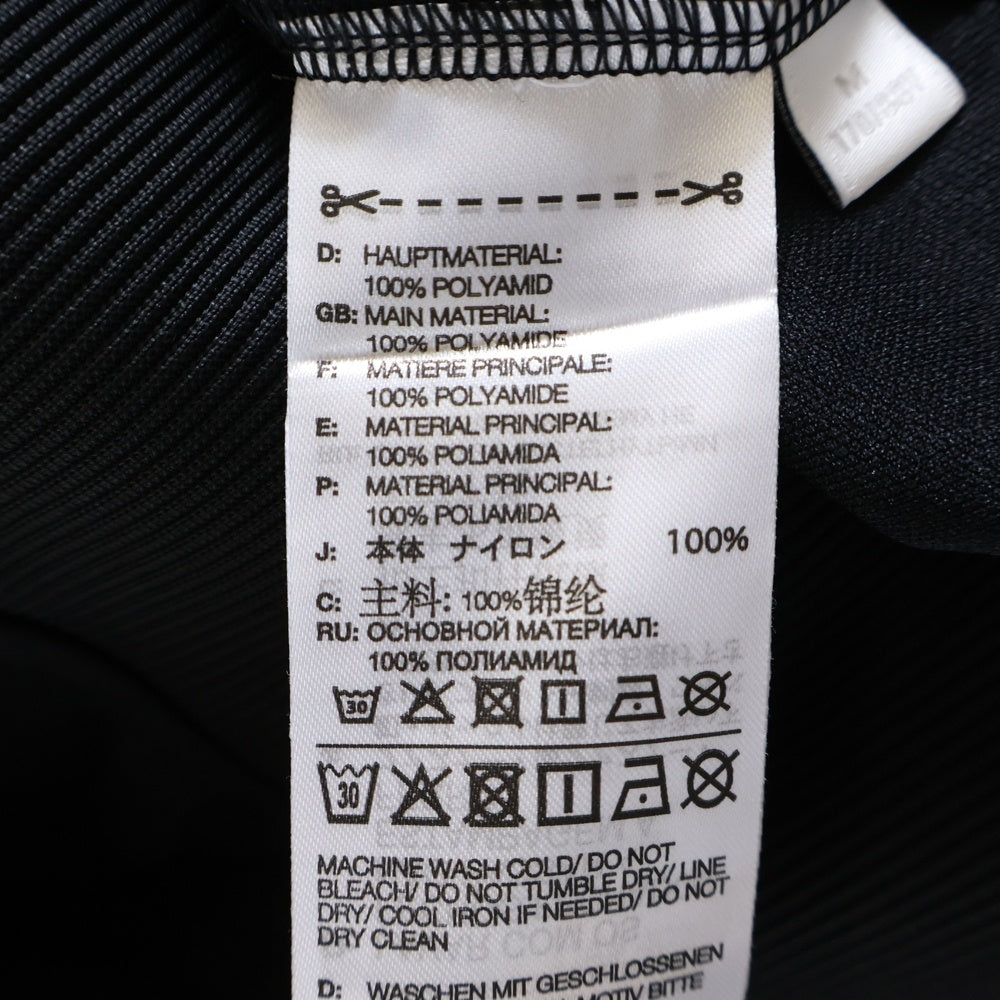 M
D: HAUPTMATERIAL:
100% POLYAMID
GB: MAIN MATERIAL:
100% POLYAMIDE
F: MATIERE PRINCIPALE:
100% POLYAMIDE
E: MATERIAL PRINCIPAL:
100% POLIAMIDA
P: MATERIAL PRINCIPAL:
100% POLIAMIDA
J: 本体 ナイロン 100%
C: 主料: 100%锦纶
RU: ОСНОВНОЙ МАТЕРИАЛ:
100% ПОЛИАМИД
30
30
MACHINE WASH COLD/ DO NOT
BLEACH/ DO NOT TUMBLE DRY/ LINE
DRY/ COOL IRON IF NEEDED/ DO NOT
DRY CLEAN
D: WASCHEN MIT GESCHLOSSENEN
MOTIV BITTE